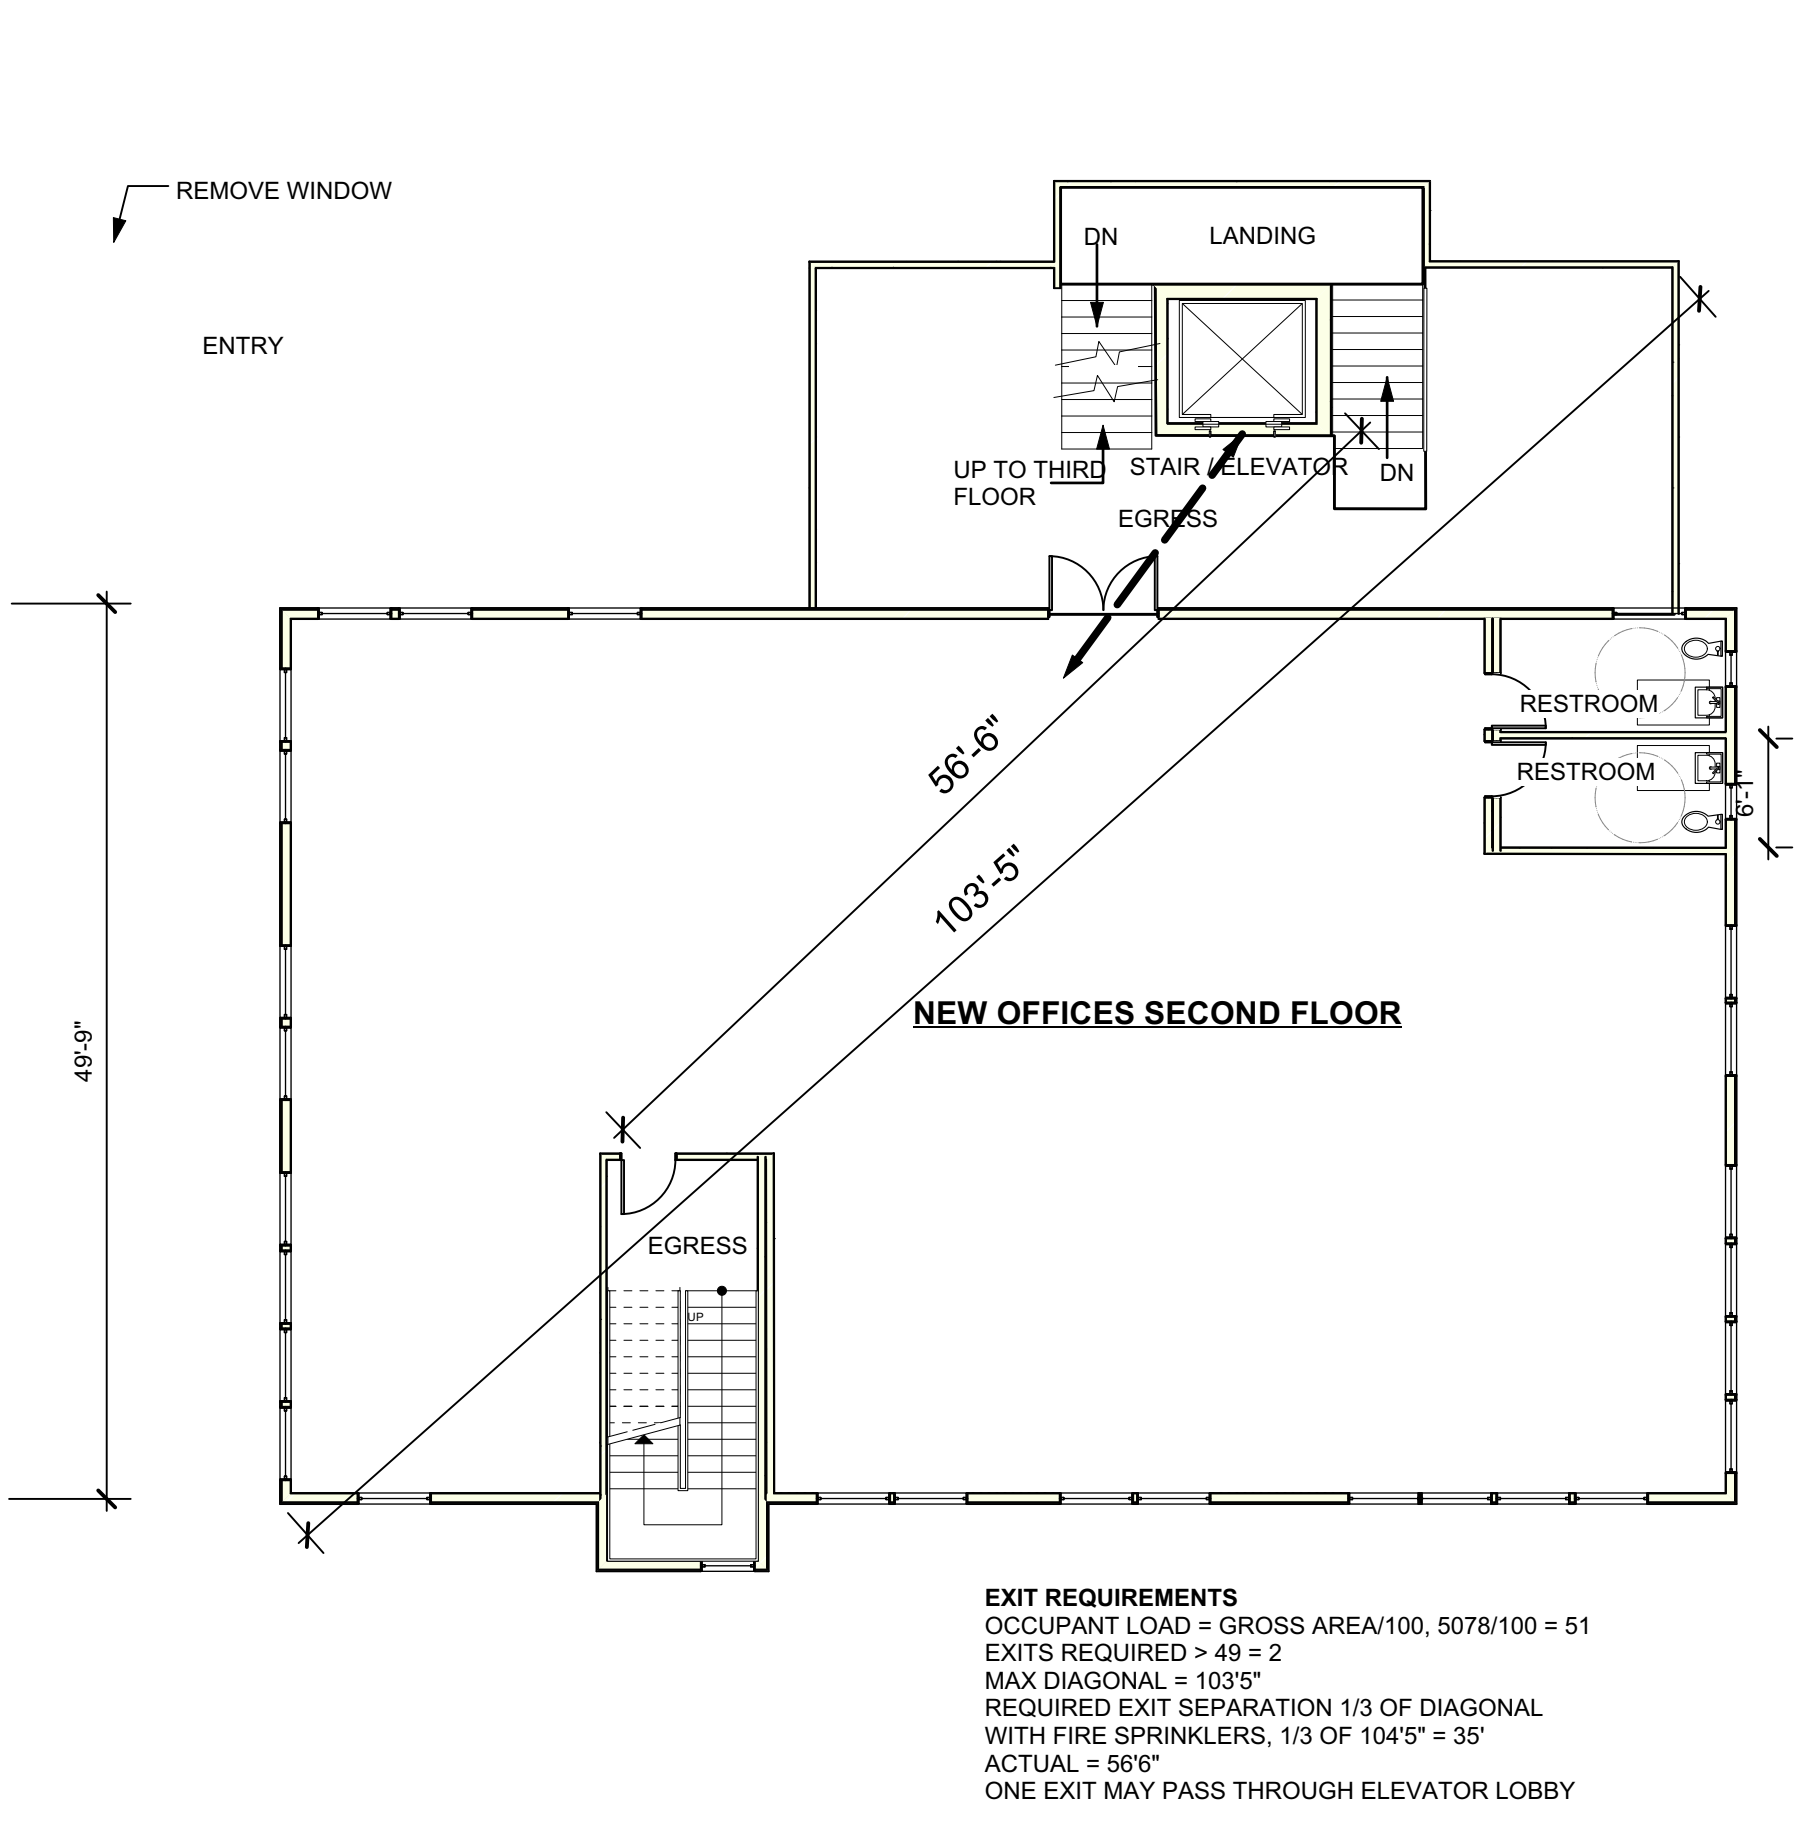 REMOVE WINDOW
DN
LANDING
ENTRY
UP TO THIRD
FLOOR
STAIR / ELEVATOR
DN
EGRESS
RESTROOM
56'-6"
RESTROOM
6'-1"
103'-5"
NEW OFFICES SECOND FLOOR
49'-9"
EGRESS
UP
EXIT REQUIREMENTS
OCCUPANT LOAD = GROSS AREA/100, 5078/100 = 51
EXITS REQUIRED > 49 = 2
MAX DIAGONAL = 103'5"
REQUIRED EXIT SEPARATION 1/3 OF DIAGONAL
WITH FIRE SPRINKLERS, 1/3 OF 104'5" = 35'
ACTUAL = 56'6"
ONE EXIT MAY PASS THROUGH ELEVATOR LOBBY